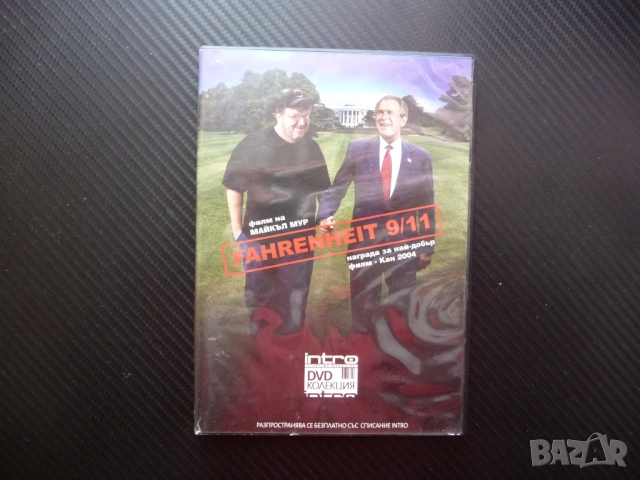 филм на
МАЙКЪЛ МУР
FAHRENHEIT 9/11
награда за най-добър
филм - Кан 2004
intro
DVD
КОЛЕКЦИЯ
intro
РАЗПРОСТРАНЯВА СЕ БЕЗПЛАТНО СЪС СПИСАНИЕ INTRO
BAZAR